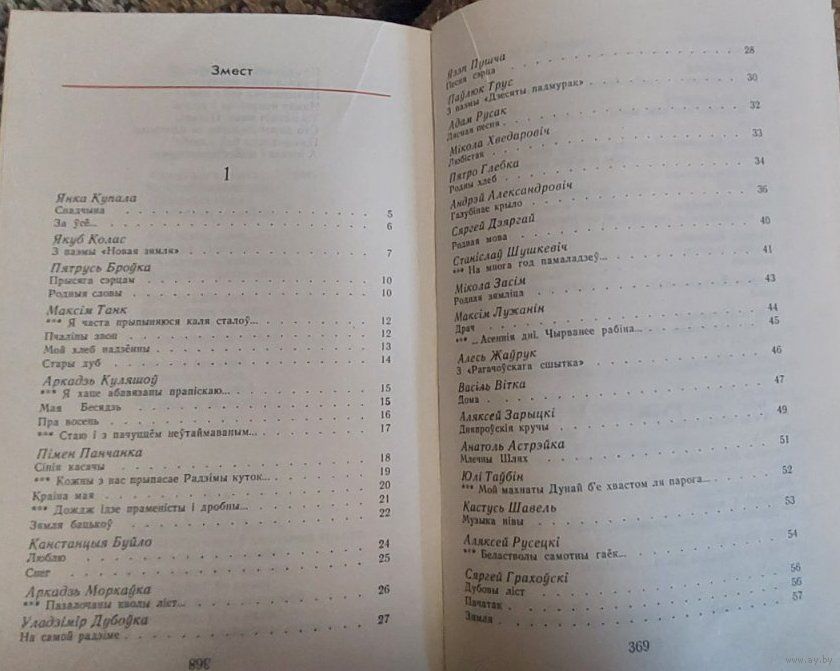 Змест
1
Янка Купала
Спадчына 5
За ўсё... 6
Якуб Колас
З паэмы «Новая зямля» 7
Пятрусь Броўка
Прысяга сэрцам 10
Родныя словы 10
Максім Танк
*** Я часта прыпыняюся каля сталоў... 12
Пчаліны звон 12
Мой хлеб надзённы 13
Стары дуб 14
Аркадзь Куляшоў
*** Я хаце абавязаны прапіскаю... 15
Мая Бесядзь 15
Пра восень 16
*** Стаю і з пачуццём неўтаймаваным... 17
Пімен Панчанка
Сінія касачы 18
*** Кожны з вас прыпасае Радзімы куток... 19
Краіна мая 20
*** Дождж ідзе праменісты і дробны... 21
Зямля бацькоў 22
Канстанцыя Буйло
Люблю 24
Снег 25
Аркадзь Моркаўка
*** Пазалочаны кволы ліст... 26
Уладзімір Дубоўка
На самой радзіме 27
368
Язэп Пушча
Песня сэрца 28
Паўлюк Трус
З паэмы «Дзесяты падмурак» 30
Адам Русак
Лясная песня 32
Мікола Хведаровіч
Любістак 33
Пятро Глебка
Родны хлеб 34
Андрэй Александровіч
Галубінае крыло 36
Сяргей Дзяргай
Родная мова 40
Станіслаў Шушкевіч
*** На многа год памаладзеў... 41
Мікола Засім
Родная зямліца 43
Максім Лужанін
Драч 44
*** ...Асеннія дні. Чырванее рабіна... 45
Алесь Жаўрук
З «Рагачоўскага сшытка» 46
Васіль Вітка
Дома 47
Аляксей Зарыцкі
Дняпроўскія кручы 49
Анатоль Астрэйка
Млечны Шлях 51
Юлі Таўбін
*** Мой махнаты Дунай б'е хвастом ля парога... 52
Кастусь Шавель
Музыка нівы 53
Аляксей Русецкі
*** Беластволы самотны гаёк... 54
Сяргей Грахоўскі
Дубовы ліст 56
Пачатак 56
Зямля 57
369
www.ay.by